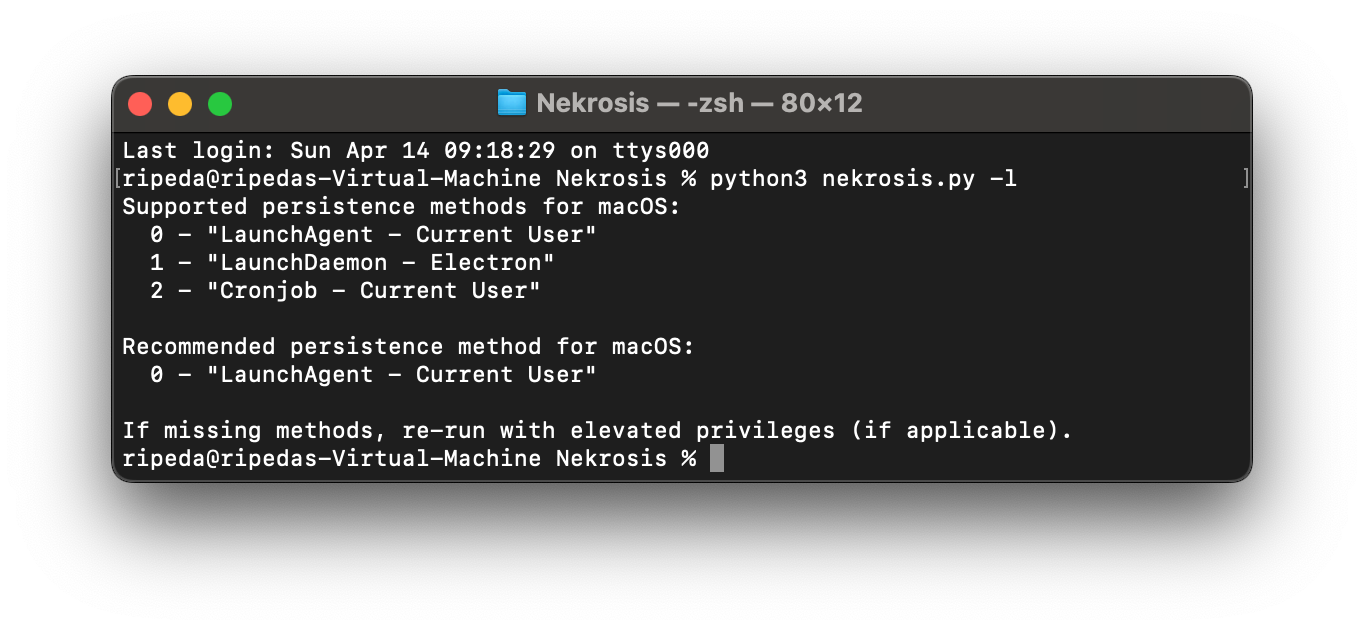 Nekrosis — -zsh — 80×12
Last login: Sun Apr 14 09:18:29 on ttys000
[ripeda@ripedas-Virtual-Machine Nekrosis % python3 nekrosis.py -l ]
Supported persistence methods for macOS:
  0 - "LaunchAgent - Current User"
  1 - "LaunchDaemon - Electron"
  2 - "Cronjob - Current User"
Recommended persistence method for macOS:
  0 - "LaunchAgent - Current User"
If missing methods, re-run with elevated privileges (if applicable).
ripeda@ripedas-Virtual-Machine Nekrosis %